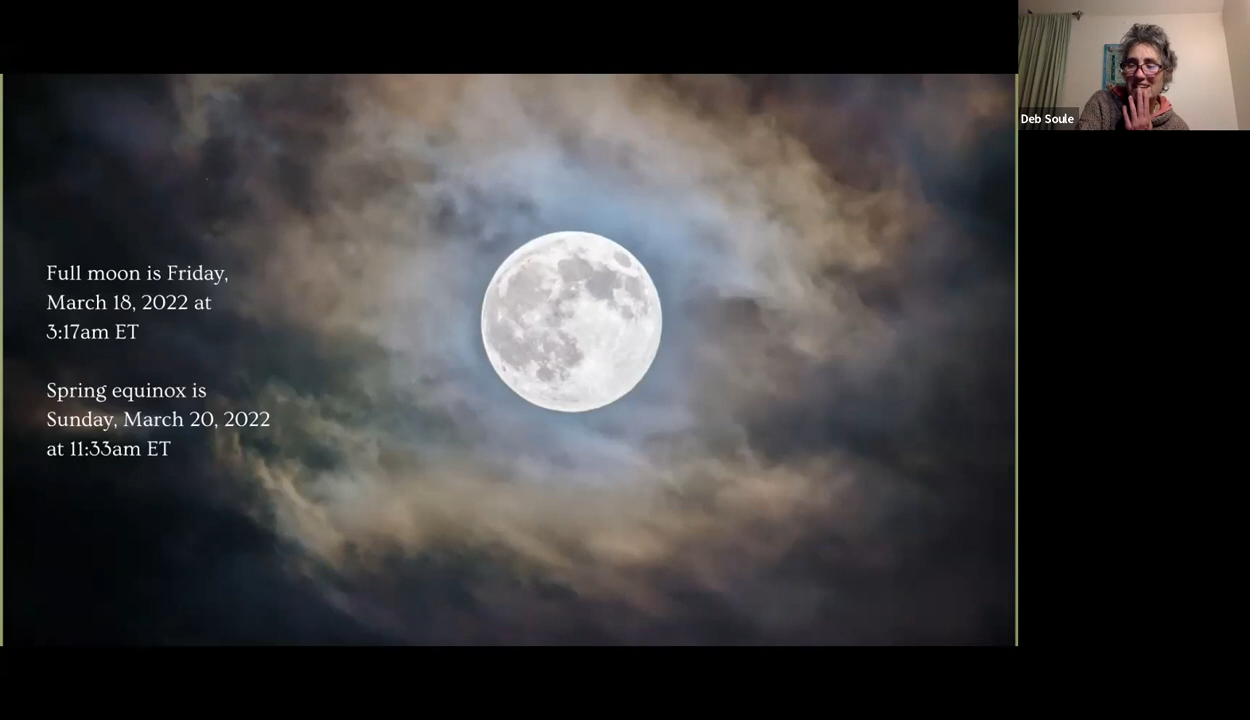 Full moon is Friday,
March 18, 2022 at
3:17am ET
Spring equinox is
Sunday, March 20, 2022
at 11:33am ET
Deb Soule